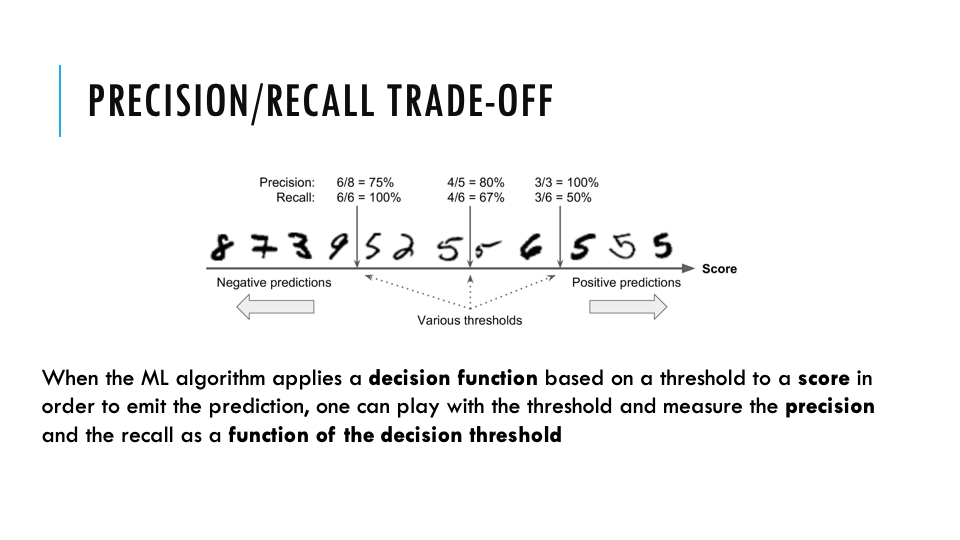 PRECISION/RECALL TRADE-OFF
Precision: 6/8 = 75% 4/5 = 80% 3/3 = 100%
Recall: 6/6 = 100% 4/6 = 67% 3/6 = 50%
8 7 3 9 5 2 5 5 6 5 5 5
Score
Negative predictions Positive predictions
Various thresholds
When the ML algorithm applies a decision function based on a threshold to a score in
order to emit the prediction, one can play with the threshold and measure the precision
and the recall as a function of the decision threshold